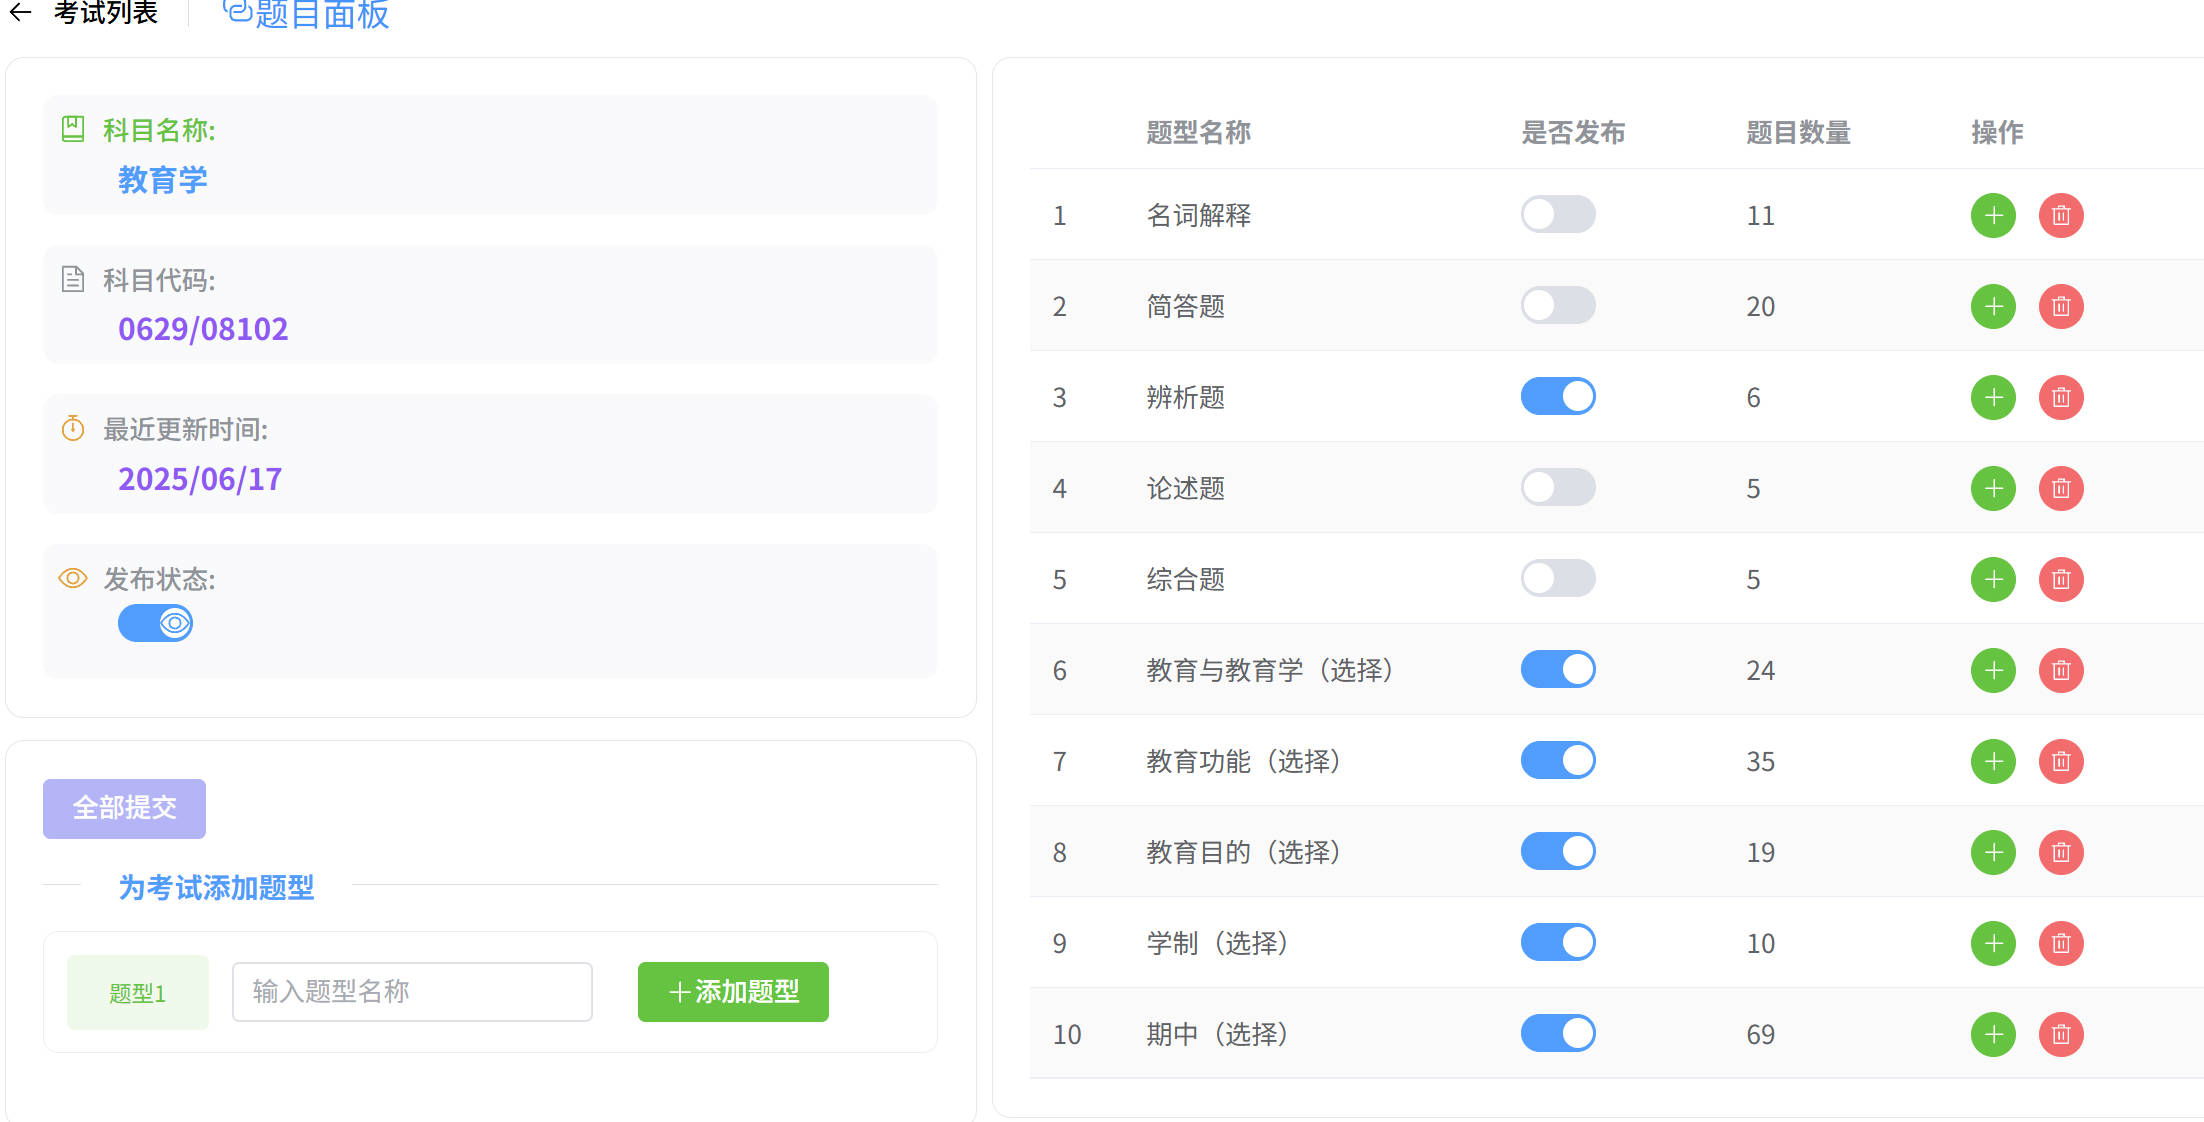 考试列表 题目面板
科目名称:
教育学
科目代码:
0629/08102
最近更新时间:
2025/06/17
发布状态:
全部提交
为考试添加题型
题型1 输入题型名称 添加题型
题型名称 是否发布 题目数量 操作
1 名词解释 11
2 简答题 20
3 辨析题 6
4 论述题 5
5 综合题 5
6 教育与教育学（选择） 24
7 教育功能（选择） 35
8 教育目的（选择） 19
9 学制（选择） 10
10 期中（选择） 69